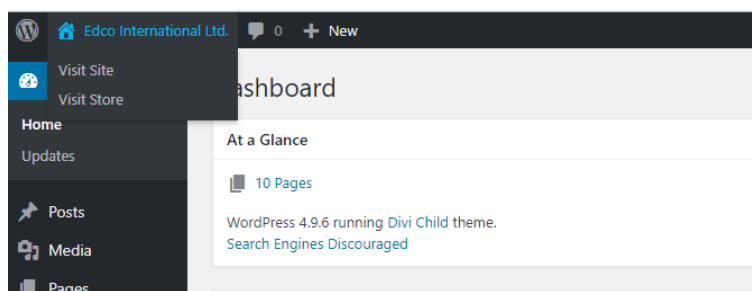 Edco International Ltd. 0 New
Visit Site
Visit Store
ashboard
Home
Updates
At a Glance
10 Pages
Posts
WordPress 4.9.6 running Divi Child theme.
Search Engines Discouraged
Media
Pages